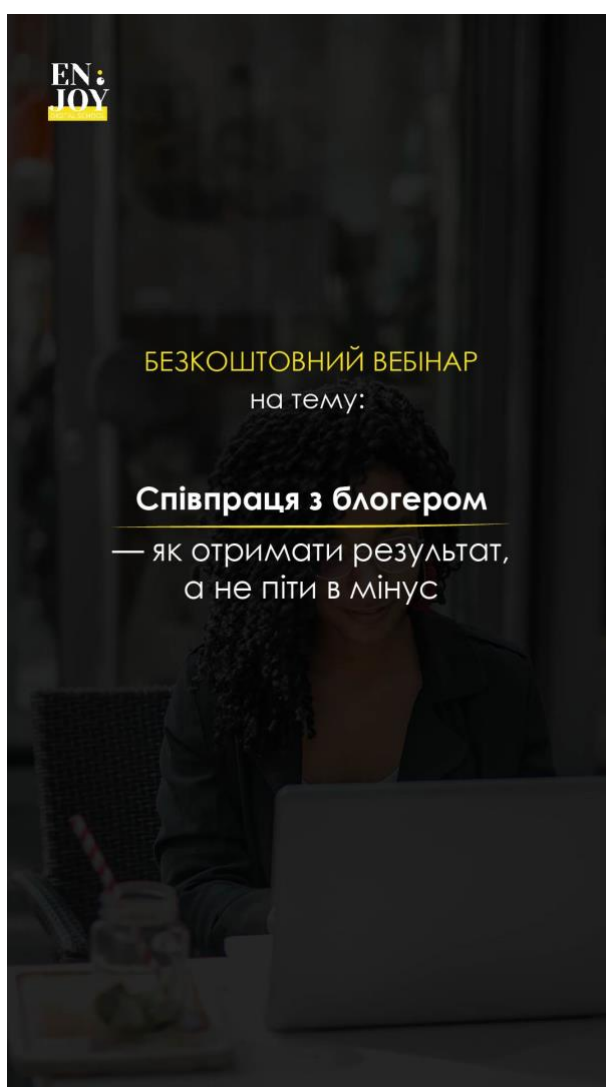 EN
JOY
БЕЗКОШТОВНИЙ ВЕБІНАР
на тему:
Співпраця з блогером
— як отримати результат,
а не піти в мінус